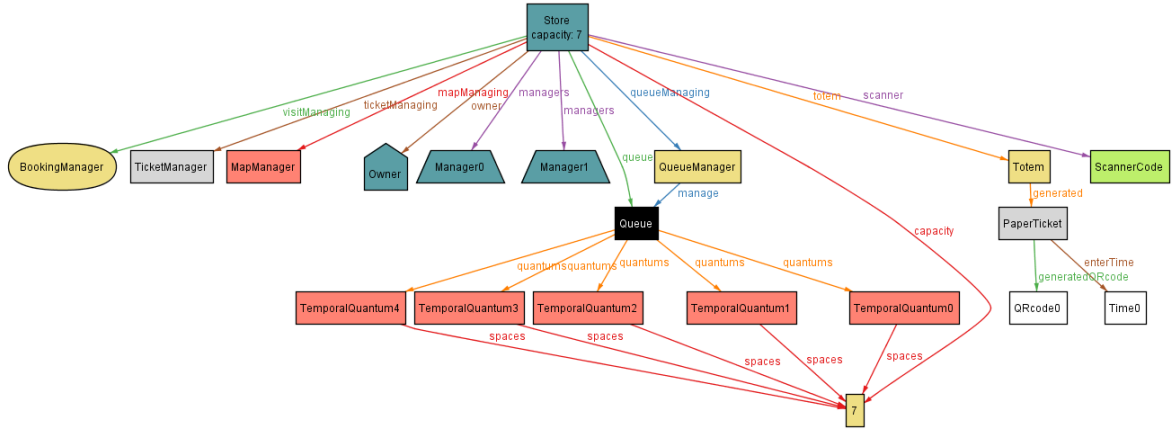 Store
capacity: 7
visitManaging
ticketManaging
mapManaging
owner
managers
managers
queue
queueManaging
totem
scanner
BookingManager
TicketManager
MapManager
Owner
Manager0
Manager1
QueueManager
Totem
ScannerCode
manage
generated
Queue
PaperTicket
capacity
quantums
quantums
quantums
quantums
quantums
generatedQRcode
enterTime
TemporalQuantum4
TemporalQuantum3
TemporalQuantum2
TemporalQuantum1
TemporalQuantum0
QRcode0
Time0
spaces
spaces
spaces
spaces
spaces
7